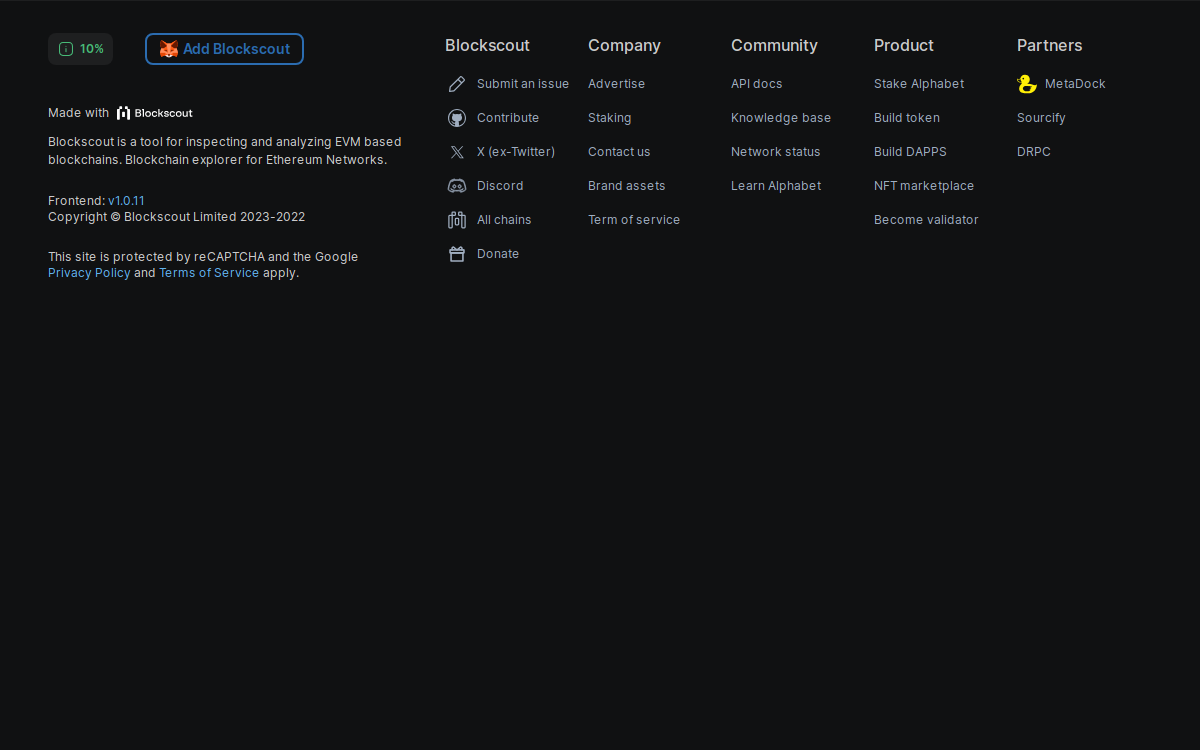 10%
Add Blockscout
Made with Blockscout
Blockscout is a tool for inspecting and analyzing EVM based
blockchains. Blockchain explorer for Ethereum Networks.
Frontend: v1.0.11
Copyright © Blockscout Limited 2023-2022
This site is protected by reCAPTCHA and the Google
Privacy Policy and Terms of Service apply.
Blockscout
Submit an issue
Contribute
X (ex-Twitter)
Discord
All chains
Donate
Company
Advertise
Staking
Contact us
Brand assets
Term of service
Community
API docs
Knowledge base
Network status
Learn Alphabet
Product
Stake Alphabet
Build token
Build DAPPS
NFT marketplace
Become validator
Partners
MetaDock
Sourcify
DRPC